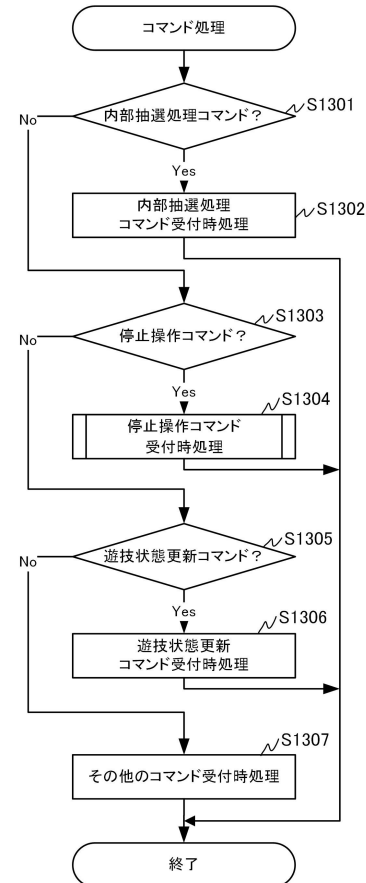 コマンド処理
内部抽選処理コマンド？
S1301
No
Yes
内部抽選処理
コマンド受付時処理
S1302
停止操作コマンド？
S1303
No
Yes
S1304
停止操作コマンド
受付時処理
遊技状態更新コマンド？
S1305
No
Yes
S1306
遊技状態更新
コマンド受付時処理
S1307
その他のコマンド受付時処理
終了